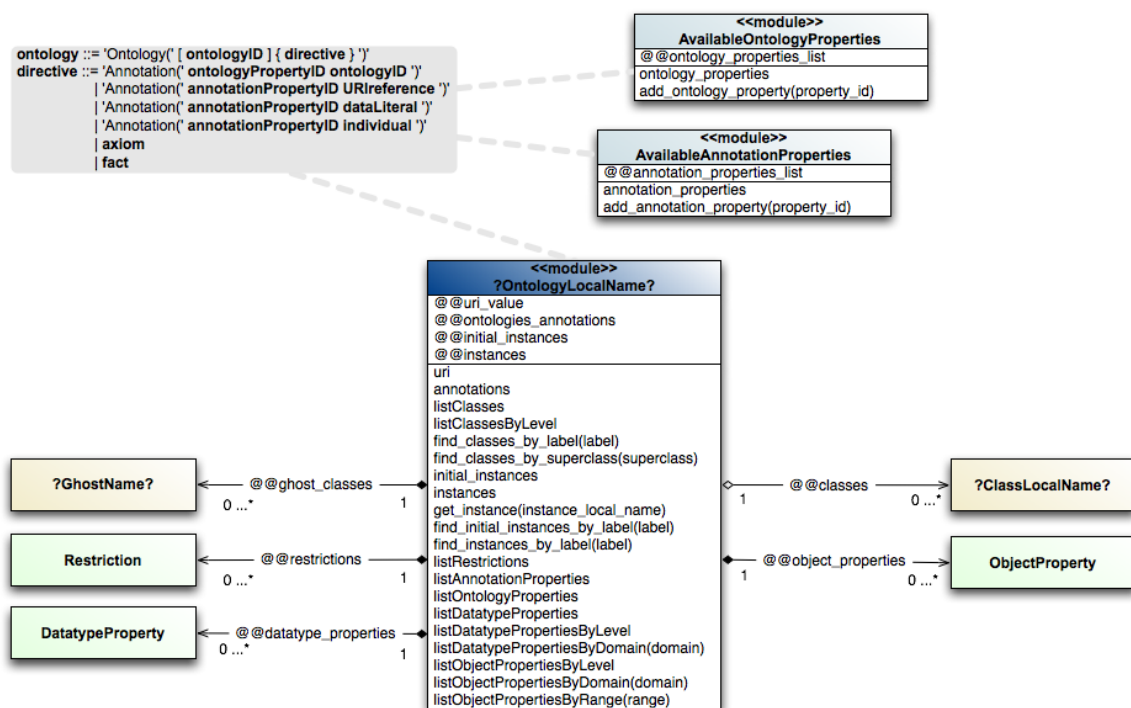 ontology ::= 'Ontology(' [ ontologyID ] { directive } ')'
directive ::= 'Annotation(' ontologyPropertyID ontologyID ')'
| 'Annotation(' annotationPropertyID URIreference ')'
| 'Annotation(' annotationPropertyID dataLiteral ')'
| 'Annotation(' annotationPropertyID individual ')'
| axiom
| fact
<<module>>
AvailableOntologyProperties
@@ontology_properties_list
ontology_properties
add_ontology_property(property_id)
<<module>>
AvailableAnnotationProperties
@@annotation_properties_list
annotation_properties
add_annotation_property(property_id)
<<module>>
?OntologyLocalName?
@@uri_value
@@ontologies_annotations
@@initial_instances
@@instances
uri
annotations
listClasses
listClassesByLevel
find_classes_by_label(label)
find_classes_by_superclass(superclass)
initial_instances
instances
get_instance(instance_local_name)
find_initial_instances_by_label(label)
find_instances_by_label(label)
listRestrictions
listAnnotationProperties
listOntologyProperties
listDatatypeProperties
listDatatypePropertiesByLevel
listDatatypePropertiesByDomain(domain)
listObjectPropertiesByLevel
listObjectPropertiesByDomain(domain)
listObjectPropertiesByRange(range)
?GhostName?
@@ghost_classes
0 ...*
1
Restriction
@@restrictions
0 ...*
1
DatatypeProperty
@@datatype_properties
0 ...*
1
@@classes
1
0 ...*
?ClassLocalName?
@@object_properties
1
0 ...*
ObjectProperty